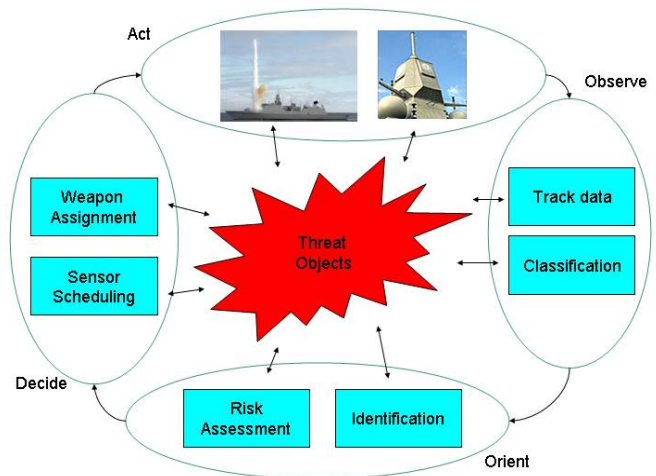 Act
Observe
Weapon
Assignment
Track data
Threat
Objects
Classification
Sensor
Scheduling
Decide
Risk
Assessment
Identification
Orient